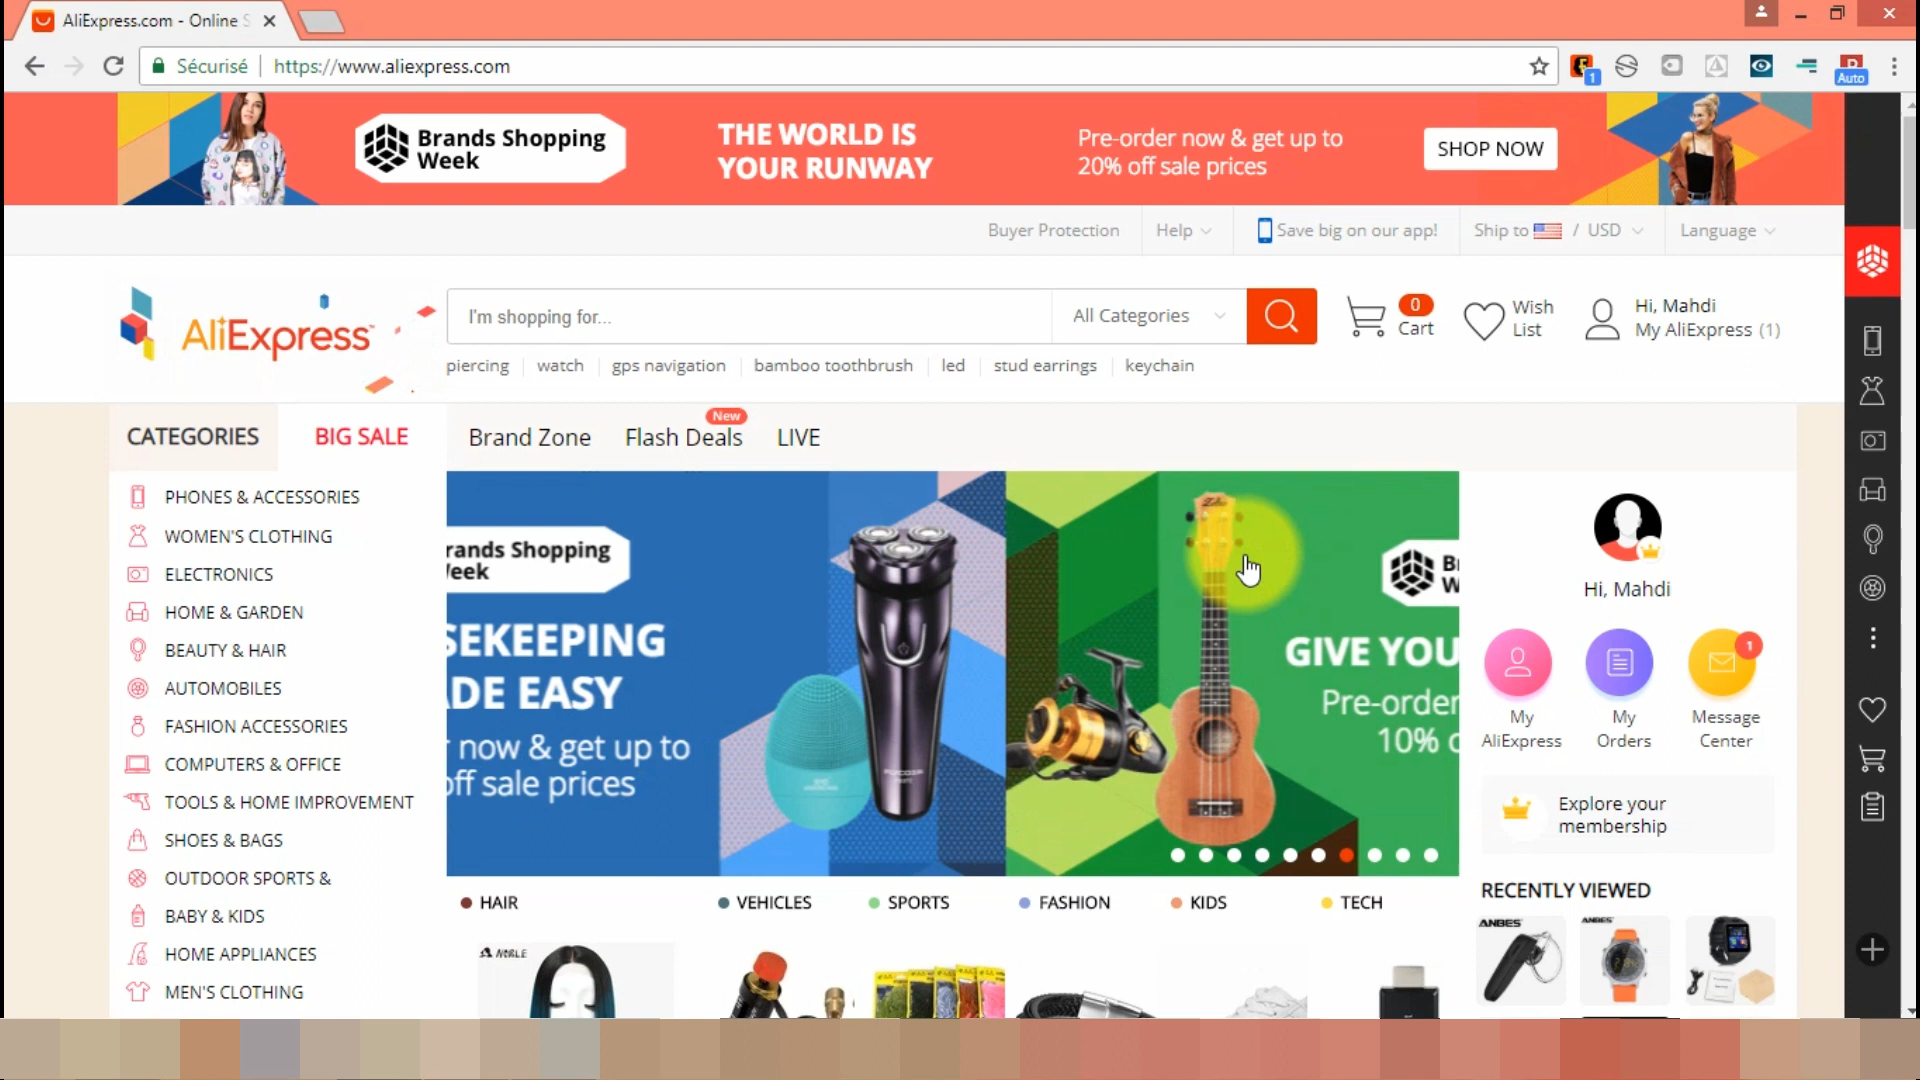 AliExpress.com - Online S
Sécurisé
https://www.aliexpress.com
1
Auto
Brands Shopping
Week
THE WORLD IS
YOUR RUNWAY
Pre-order now & get up to
20% off sale prices
SHOP NOW
Buyer Protection
Help
Save big on our app!
Ship to / USD
Language
AliExpress
I'm shopping for...
All Categories
0
Cart
Wish
List
Hi, Mahdi
My AliExpress (1)
piercing
watch
gps navigation
bamboo toothbrush
led
stud earrings
keychain
CATEGORIES
BIG SALE
Brand Zone
Flash Deals
New
LIVE
PHONES & ACCESSORIES
WOMEN'S CLOTHING
ELECTRONICS
HOME & GARDEN
BEAUTY & HAIR
AUTOMOBILES
FASHION ACCESSORIES
COMPUTERS & OFFICE
TOOLS & HOME IMPROVEMENT
SHOES & BAGS
OUTDOOR SPORTS &
BABY & KIDS
HOME APPLIANCES
MEN'S CLOTHING
rands Shopping
eek
SEKEEPING
ADE EASY
now & get up to
off sale prices
B
W
GIVE YOU
Pre-order
10% o
Hi, Mahdi
My
AliExpress
My
Orders
1
Message
Center
Explore your
membership
RECENTLY VIEWED
ANBES
ANBES
HAIR
VEHICLES
SPORTS
FASHION
KIDS
TECH
NOBLE